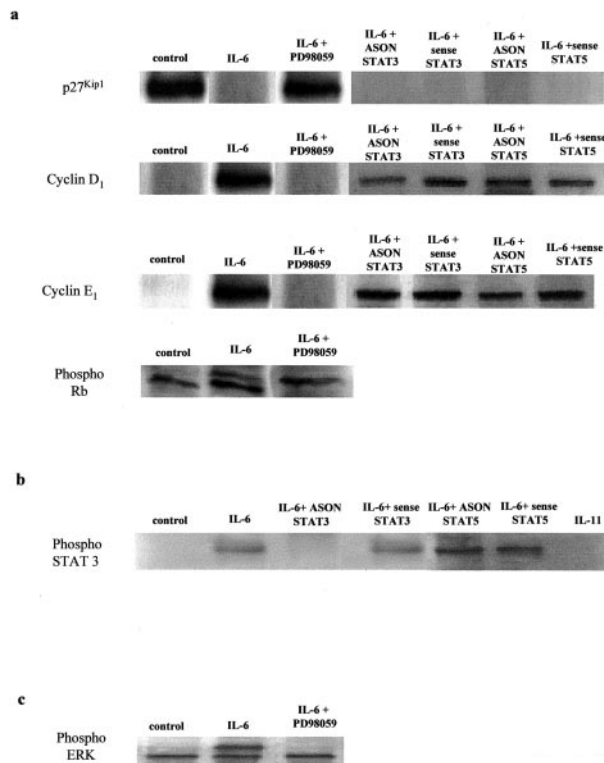 a
control IL-6 IL-6 + PD98059 IL-6 + ASON STAT3 IL-6 + sense STAT3 IL-6 + ASON STAT5 IL-6 +sense STAT5
p27Kip1
control IL-6 IL-6 + PD98059 IL-6 + ASON STAT3 IL-6 + sense STAT3 IL-6 + ASON STAT5 IL-6 +sense STAT5
Cyclin D1
control IL-6 IL-6 + PD98059 IL-6 + ASON STAT3 IL-6 + sense STAT3 IL-6 + ASON STAT5 IL-6 +sense STAT5
Cyclin E1
control IL-6 IL-6 + PD98059
Phospho
Rb
b
control IL-6 IL-6+ ASON STAT3 IL-6+ sense STAT3 IL-6+ ASON STAT5 IL-6+ sense STAT5 IL-11
Phospho
STAT 3
c
control IL-6 IL-6 + PD98059
Phospho
ERK